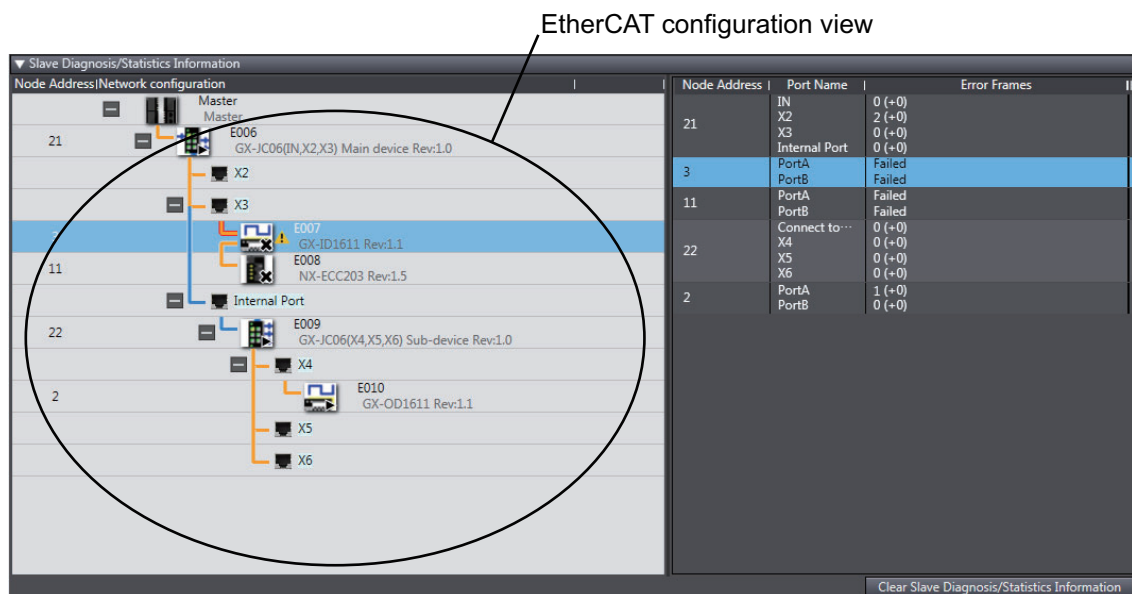 EtherCAT configuration view
▼ Slave Diagnosis/Statistics Information
Node Address|Network configuration
Master
Master
21
E006
GX-JC06(IN,X2,X3) Main device Rev:1.0
X2
X3
E007
GX-ID1611 Rev:1.1
11
E008
NX-ECC203 Rev:1.5
Internal Port
22
E009
GX-JC06(X4,X5,X6) Sub-device Rev:1.0
X4
2
E010
GX-OD1611 Rev:1.1
X5
X6
Node Address | Port Name | Error Frames
21
IN 0 (+0)
X2 2 (+0)
X3 0 (+0)
Internal Port 0 (+0)
3
PortA Failed
PortB Failed
11
PortA Failed
PortB Failed
22
Connect to··· 0 (+0)
X4 0 (+0)
X5 0 (+0)
X6 0 (+0)
2
PortA 1 (+0)
PortB 0 (+0)
Clear Slave Diagnosis/Statistics Information